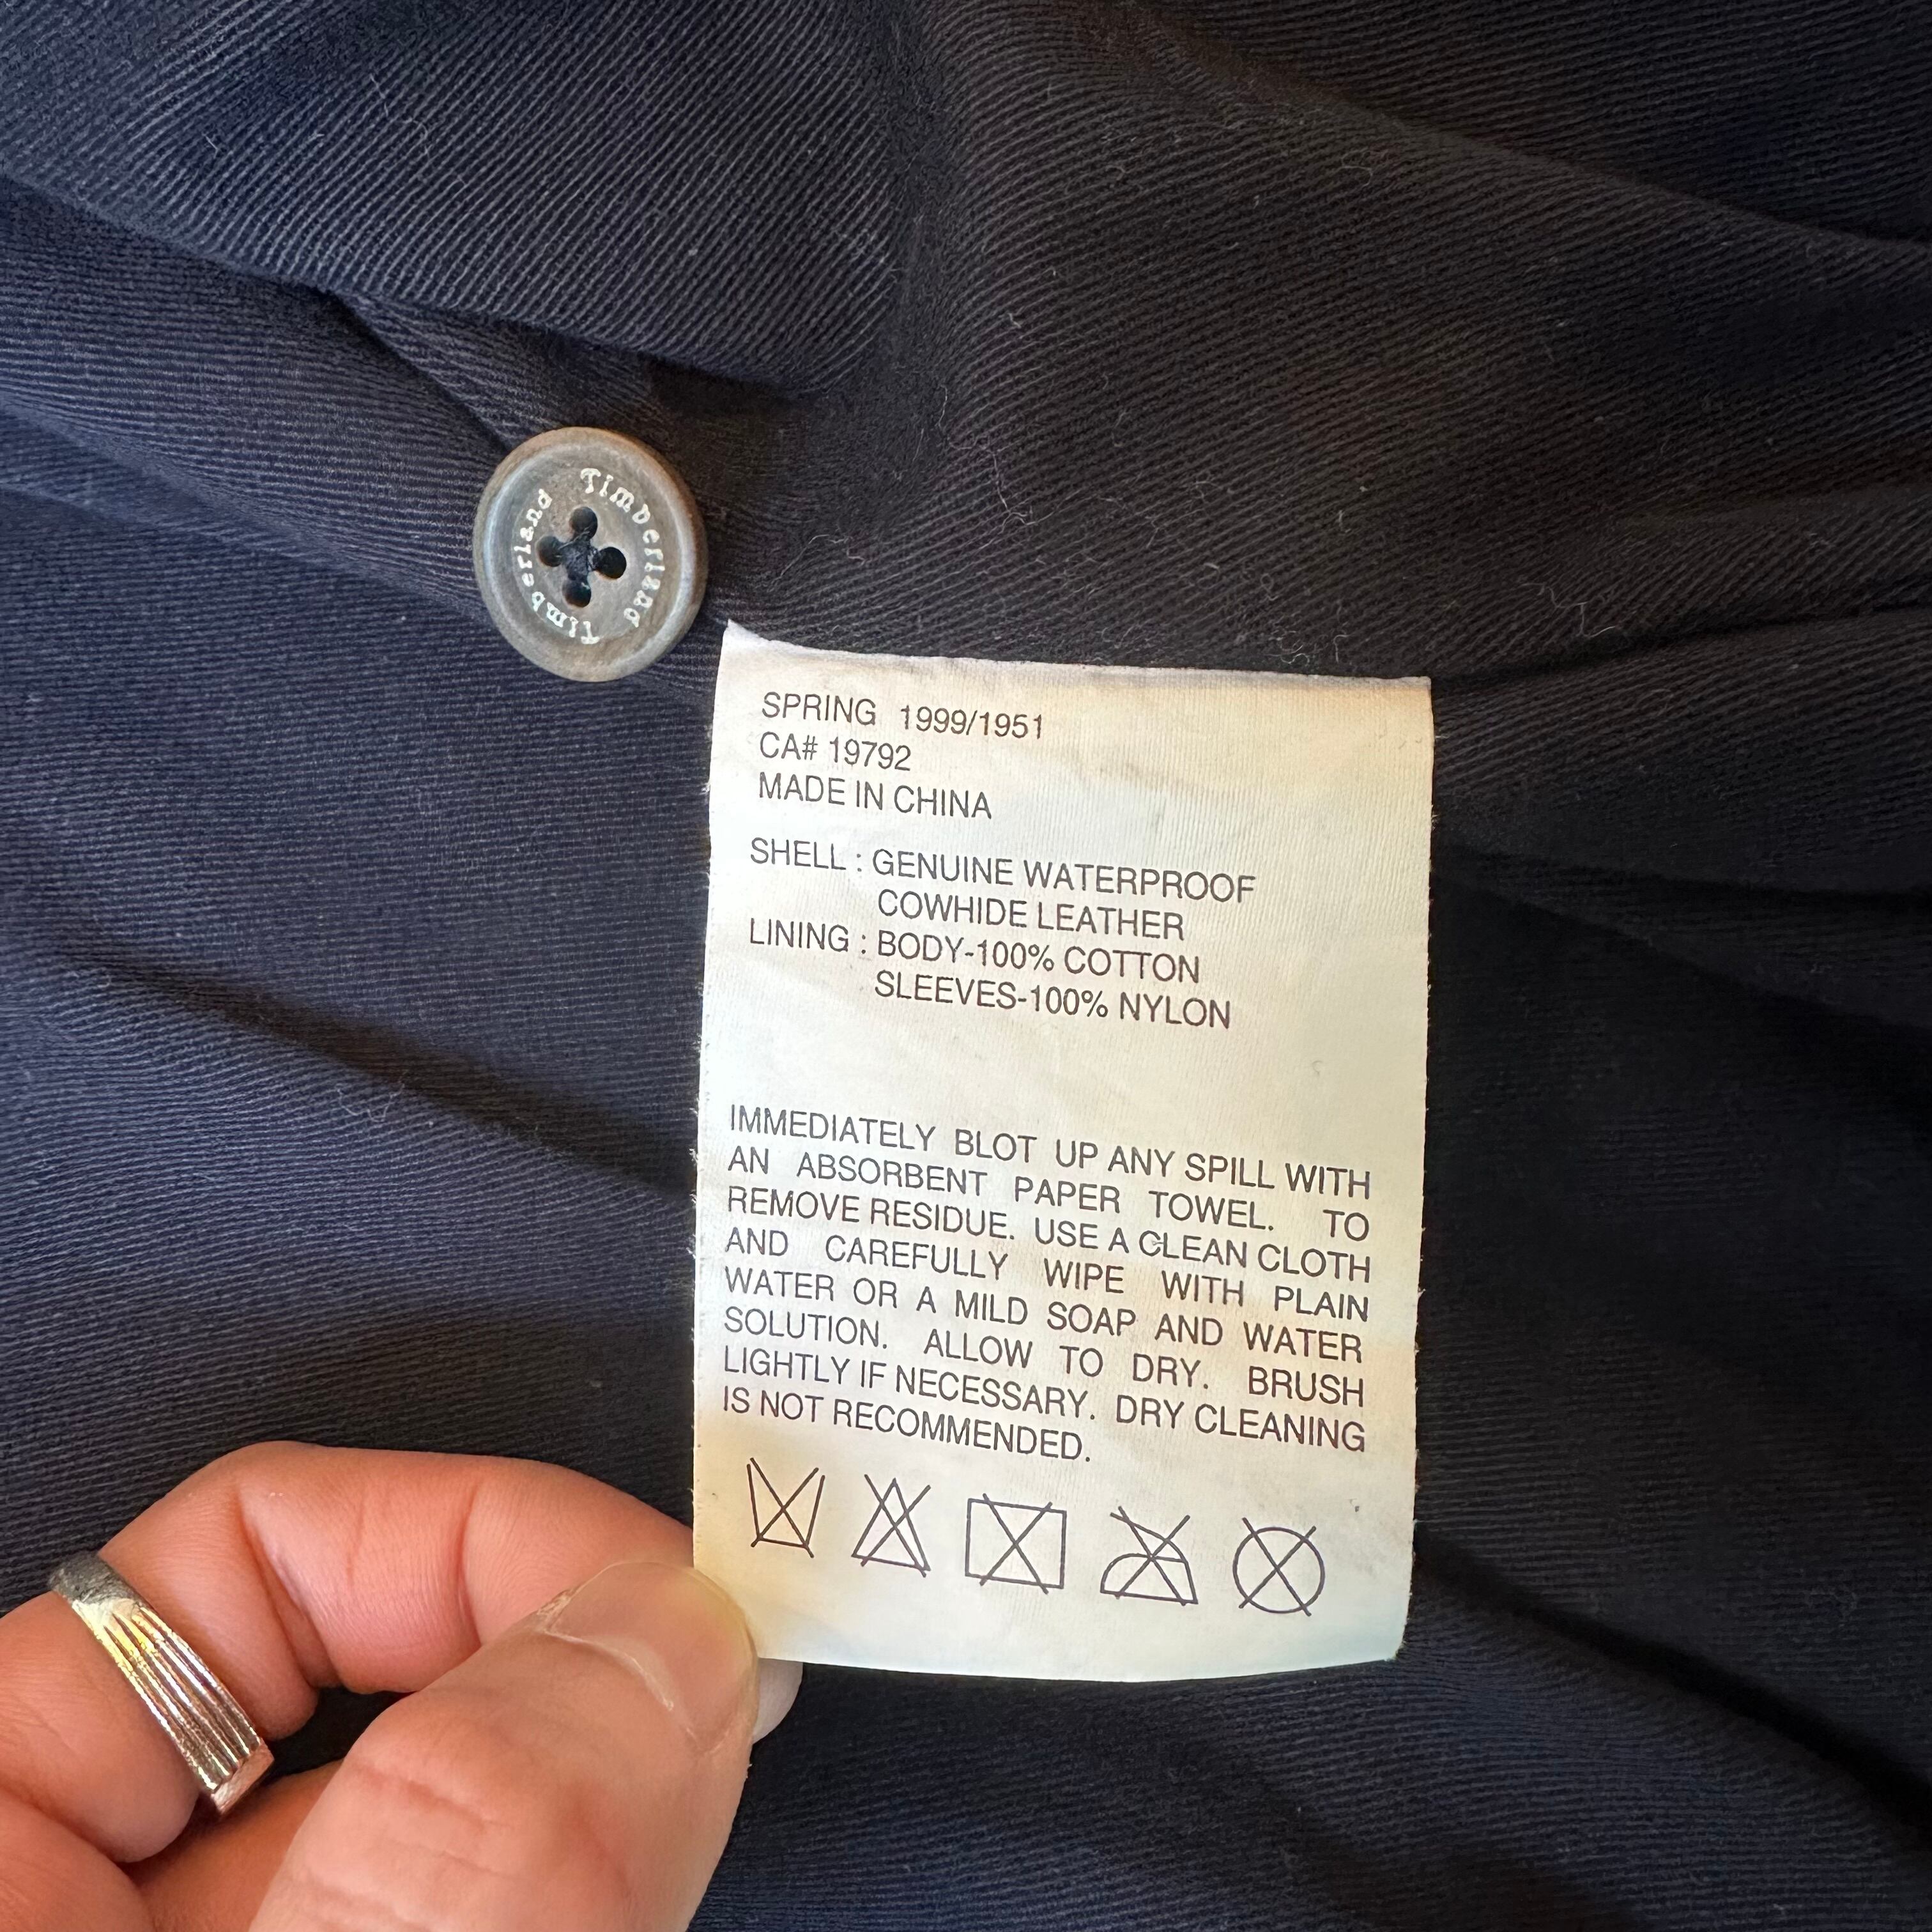 Timberland Timberland
SPRING 1999/1951
CA# 19792
MADE IN CHINA
SHELL : GENUINE WATERPROOF
COWHIDE LEATHER
LINING : BODY-100% COTTON
SLEEVES-100% NYLON
IMMEDIATELY BLOT UP ANY SPILL WITH
AN ABSORBENT PAPER TOWEL. TO
REMOVE RESIDUE. USE A CLEAN CLOTH
AND CAREFULLY WIPE WITH PLAIN
WATER OR A MILD SOAP AND WATER
SOLUTION. ALLOW TO DRY. BRUSH
LIGHTLY IF NECESSARY. DRY CLEANING
IS NOT RECOMMENDED.